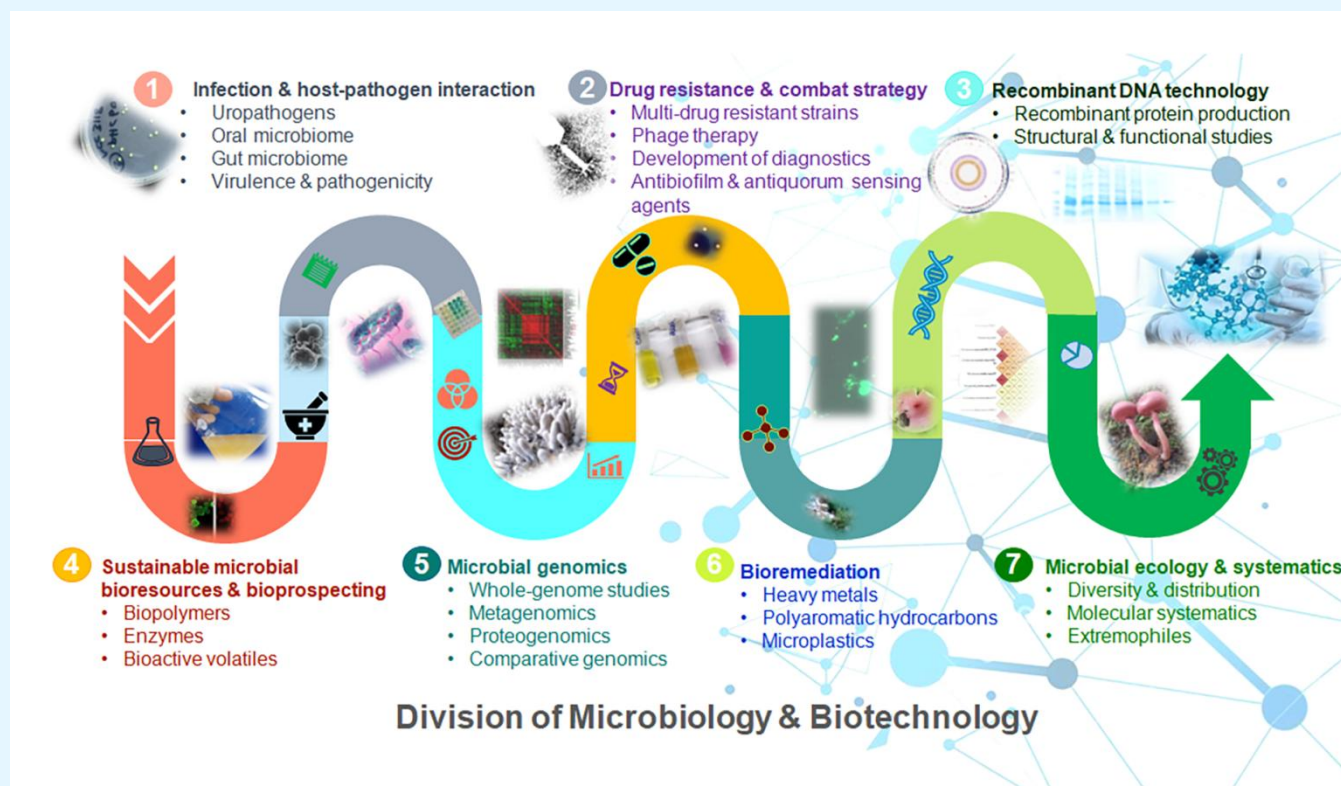 1
Infection & host-pathogen interaction
• Uropathogens
• Oral microbiome
• Gut microbiome
• Virulence & pathogenicity
2
Drug resistance & combat strategy
• Multi-drug resistant strains
• Phage therapy
• Development of diagnostics
• Antibiofilm & antiquorum sensing
agents
3
Recombinant DNA technology
• Recombinant protein production
• Structural & functional studies
4
Sustainable microbial
bioresources & bioprospecting
• Biopolymers
• Enzymes
• Bioactive volatiles
5
Microbial genomics
• Whole-genome studies
• Metagenomics
• Proteogenomics
• Comparative genomics
6
Bioremediation
• Heavy metals
• Polyaromatic hydrocarbons
• Microplastics
7
Microbial ecology & systematics
• Diversity & distribution
• Molecular systematics
• Extremophiles
Division of Microbiology & Biotechnology